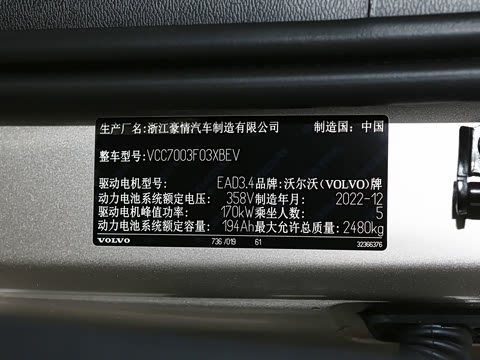 生产厂名:浙江豪情汽车制造有限公司 制造国: 中国
整车型号:VCC7003F03XBEV
驱动电机型号: EAD3.4 品牌: 沃尔沃(VOLVO)牌
动力电池系统额定电压: 358V 制造年月: 2022-12
驱动电机峰值功率: 170kW 乘坐人数: 5
动力电池系统额定容量: 194Ah 最大允许总质量: 2480kg
VOLVO 736 /019 61 32366376